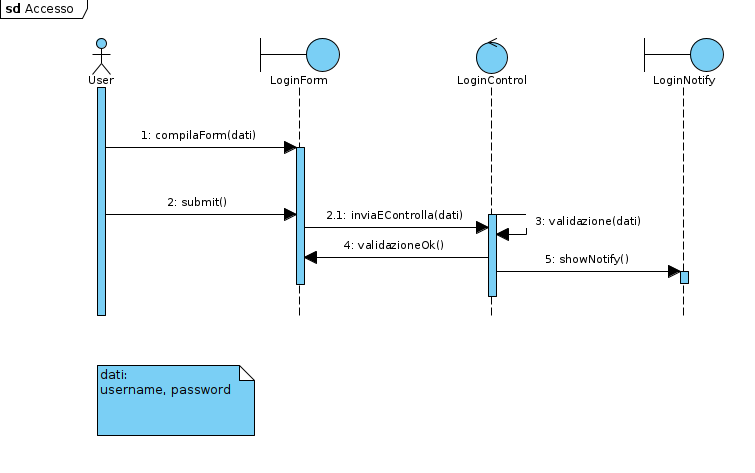 sd Accesso
User
LoginForm
LoginControl
LoginNotify
1: compilaForm(dati)
2: submit()
2.1: inviaEControlla(dati)
3: validazione(dati)
4: validazioneOk()
5: showNotify()
dati:
username, password